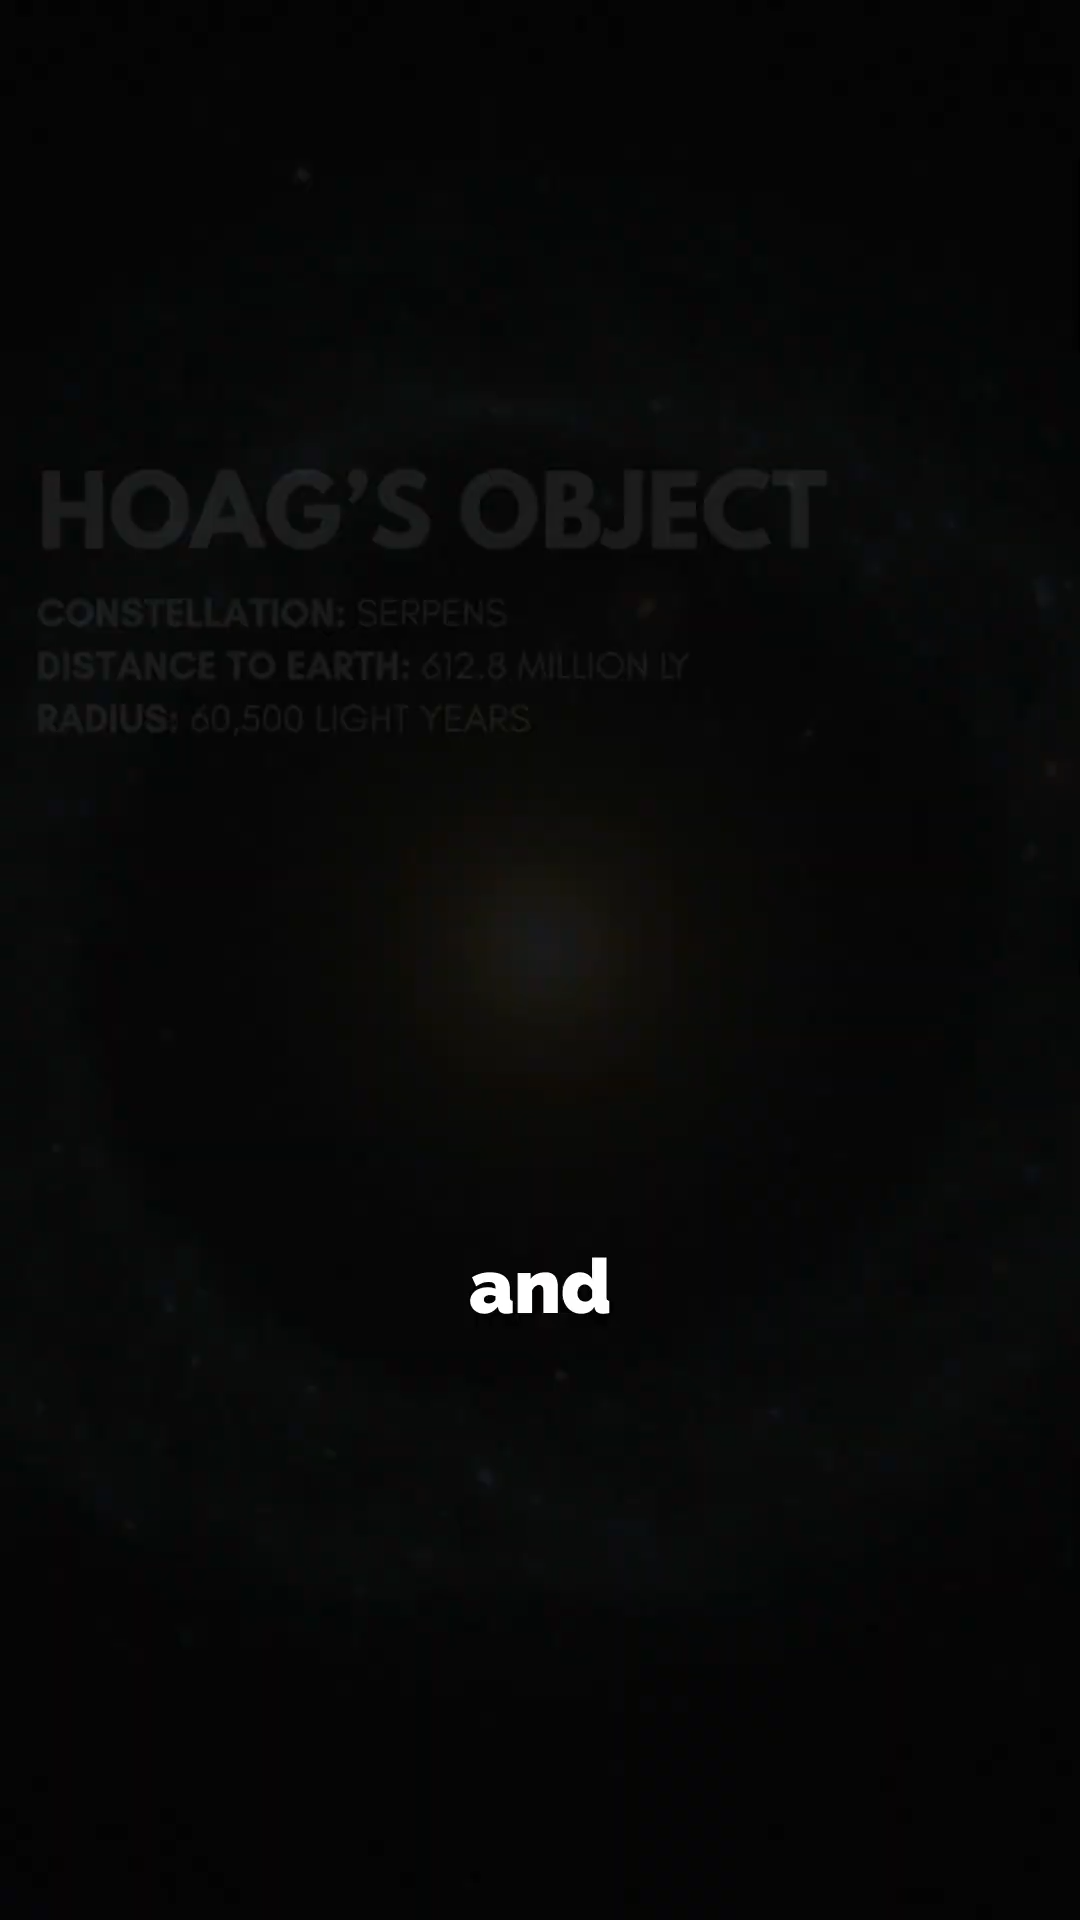 HOAG’S OBJECT
CONSTELLATION: SERPENS
DISTANCE TO EARTH: 612.8 MILLION LY
RADIUS: 60,500 LIGHT YEARS
and